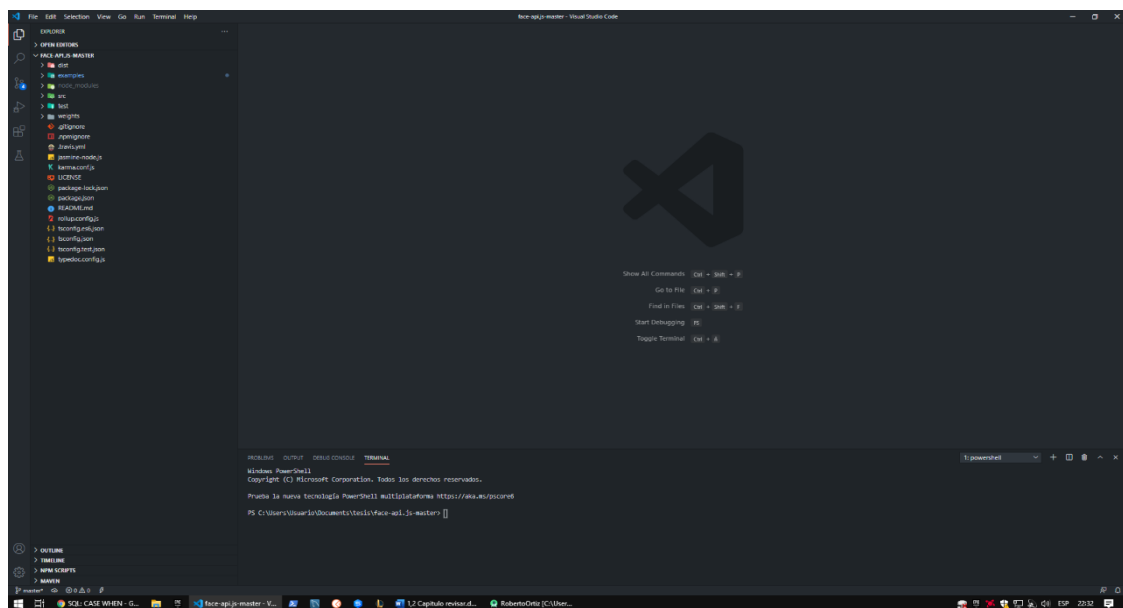 File Edit Selection View Go Run Terminal Help
face-api.js-master - Visual Studio Code
EXPLORER
OPEN EDITORS
FACE-API.JS-MASTER
dist
examples
node_modules
src
test
weights
.gitignore
.npmignore
.travis.yml
jasmine-node.js
karma.conf.js
LICENSE
package-lock.json
package.json
README.md
rollup.config.js
tsconfig.es6.json
tsconfig.json
tsconfig.test.json
typedoc.config.js
Show All Commands Ctrl + Shift + P
Go to File Ctrl + P
Find in Files Ctrl + Shift + F
Start Debugging F5
Toggle Terminal Ctrl +
PROBLEMS OUTPUT DEBUG CONSOLE TERMINAL
1: powershell
Windows PowerShell
Copyright (C) Microsoft Corporation. Todos los derechos reservados.
Prueba la nueva tecnología PowerShell multiplataforma https://aka.ms/pscore6
PS C:\Users\Usuario\Documents\tesis\face-api.js-master>
OUTLINE
TIMELINE
NPM SCRIPTS
MAVEN
master* 0 0
SQL: CASE WHEN - G... face-api.js-master - V... 1,2 Capitulo revisar.d... RobertoOrtiz [C:\User... ESP 22:32